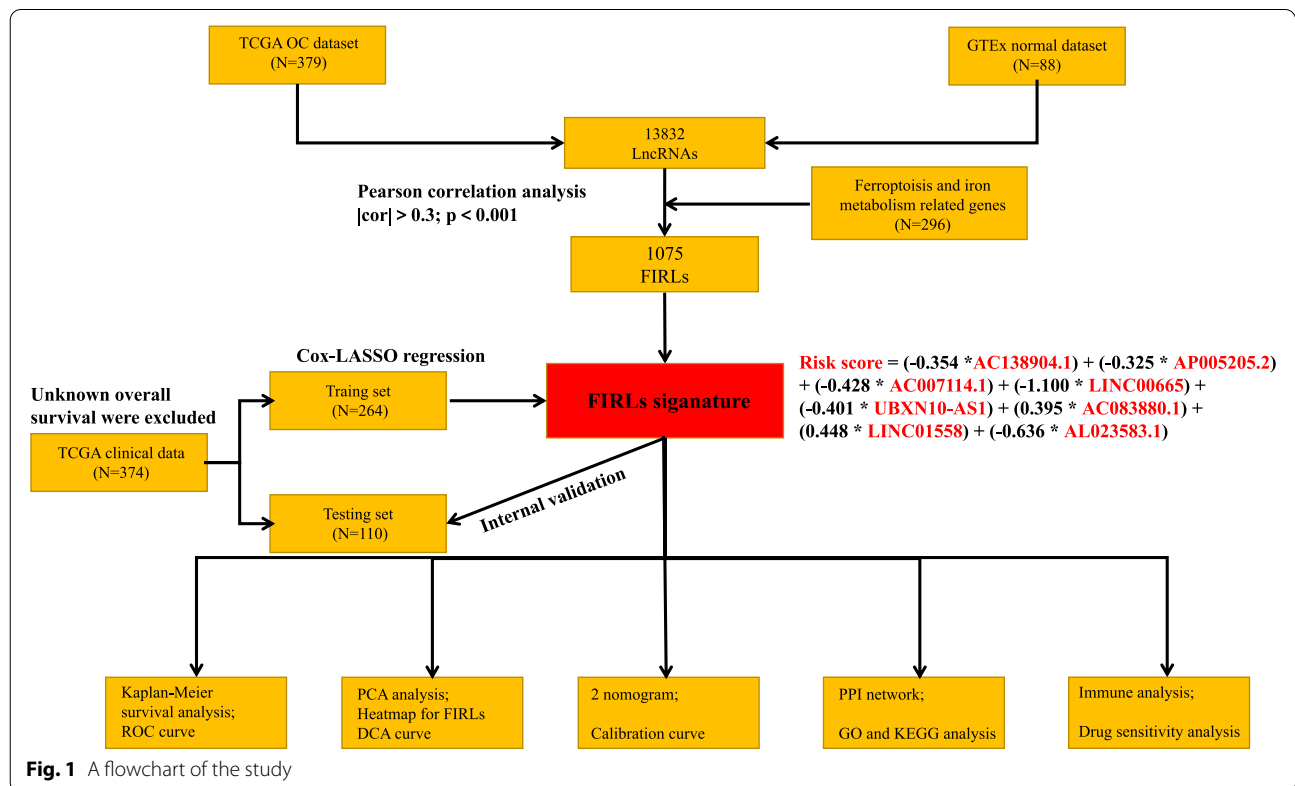 TCGA OC dataset
(N=379)
GTEx normal dataset
(N=88)
13832
LncRNAs
Pearson correlation analysis
|cor| > 0.3; p < 0.001
Ferroptoisis and iron
metabolism related genes
(N=296)
1075
FIRLs
Cox-LASSO regression
Unknown overall
survival were excluded
TCGA clinical data
(N=374)
Traing set
(N=264)
FIRLs siganature
Risk score = (-0.354 *AC138904.1) + (-0.325 * AP005205.2)
+ (-0.428 * AC007114.1) + (-1.100 * LINC00665) +
(-0.401 * UBXN10-AS1) + (0.395 * AC083880.1) +
(0.448 * LINC01558) + (-0.636 * AL023583.1)
Testing set
(N=110)
Internal validation
Kaplan-Meier
survival analysis;
ROC curve
PCA analysis;
Heatmap for FIRLs
DCA curve
2 nomogram;
Calibration curve
PPI network;
GO and KEGG analysis
Immune analysis;
Drug sensitivity analysis
Fig. 1 A flowchart of the study